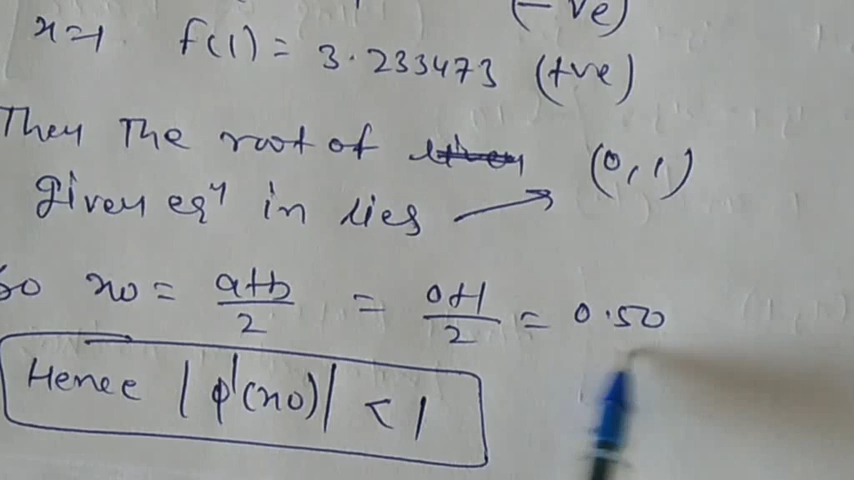 (-ve)
x=1 f(1) = 3.233473 (+ve)
Then The root of (0,1)
Given eqn in lies →
So x0 = a+b/2 = 0+1/2 = 0.50
Hence |φ'(x0)| < 1